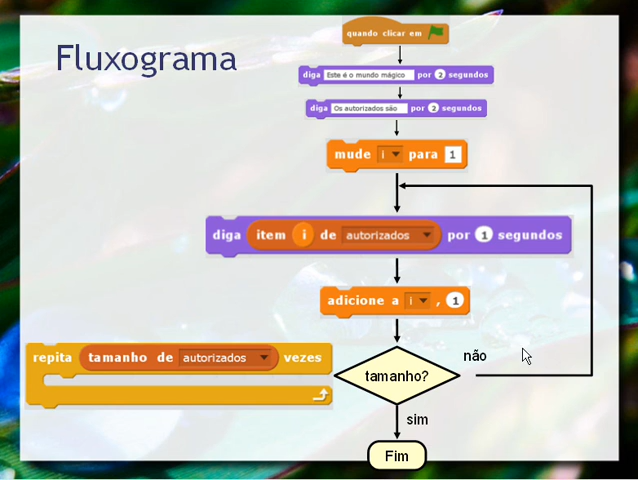 Fluxograma
quando clicar em
diga Este é o mundo mágico por 2 segundos
diga Os autorizados são por 2 segundos
mude i para 1
diga item i de autorizados por 1 segundos
adicione a i , 1
repita tamanho de autorizados vezes
tamanho?
não
sim
Fim